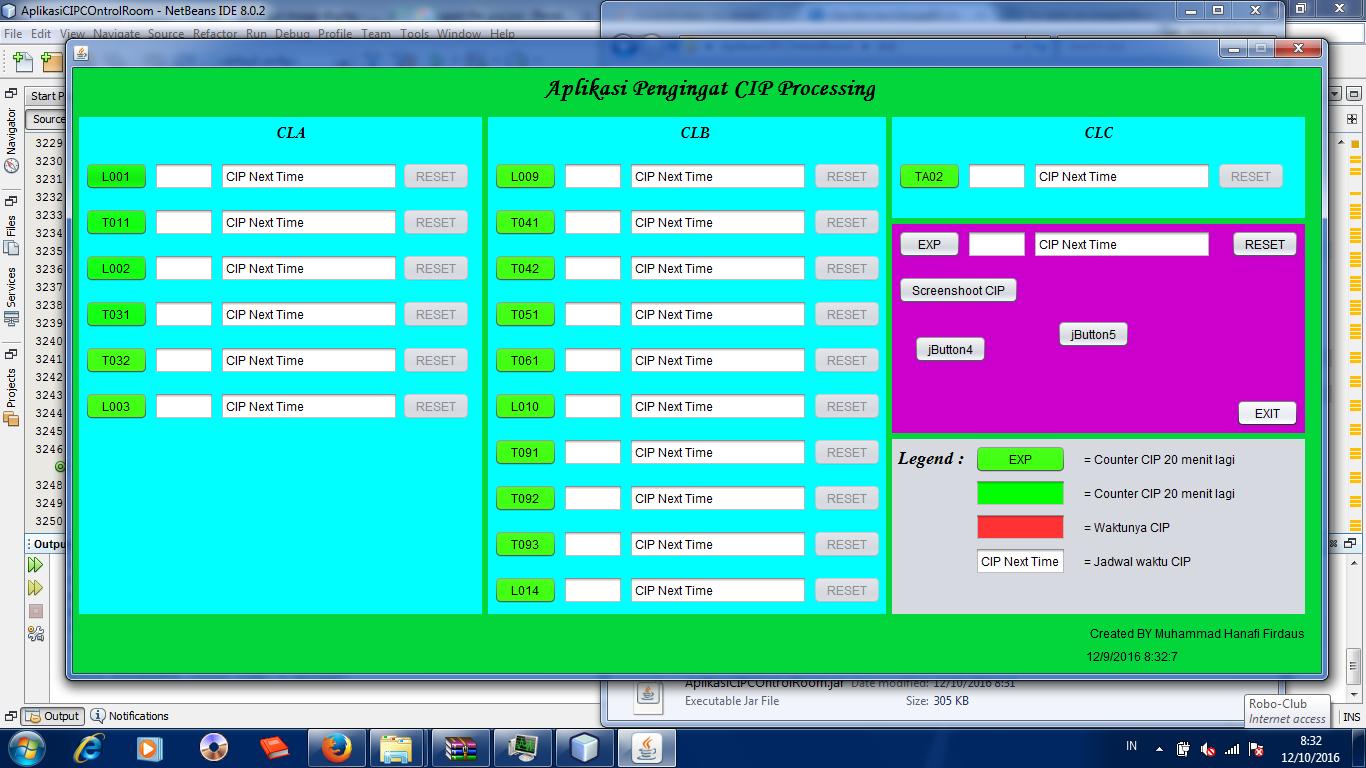 AplikasiCIPCOntrolRoom - NetBeans IDE 8.0.2
File Edit View Navigate Source Refactor Run Debug Profile Team Tools Window Help
Start P
Source
Navigator
Files
Services
Projects
3229
3230
3231
3232
3233
3234
3235
3236
3237
3238
3239
3240
3241
3242
3243
3244
3245
3246
3248
3249
3250
Aplikasi Pengingat CIP Processing
CLA
L001 CIP Next Time RESET
T011 CIP Next Time RESET
L002 CIP Next Time RESET
T031 CIP Next Time RESET
T032 CIP Next Time RESET
L003 CIP Next Time RESET
CLB
L009 CIP Next Time RESET
T041 CIP Next Time RESET
T042 CIP Next Time RESET
T051 CIP Next Time RESET
T061 CIP Next Time RESET
L010 CIP Next Time RESET
T091 CIP Next Time RESET
T092 CIP Next Time RESET
T093 CIP Next Time RESET
L014 CIP Next Time RESET
CLC
TA02 CIP Next Time RESET
EXP CIP Next Time RESET
Screenshoot CIP
jButton4 jButton5
EXIT
Legend : EXP = Counter CIP 20 menit lagi
= Counter CIP 20 menit lagi
= Waktunya CIP
CIP Next Time = Jadwal waktu CIP
Created BY Muhammad Hanafi Firdaus
12/9/2016 8:32:7
Outpu
AplikasiCIPCOntrolRoom.jar Date modified: 12/10/2016 8:31
Executable Jar File Size: 305 KB
Output Notifications
INS
Robo-Club
Internet access
IN
8:32
12/10/2016